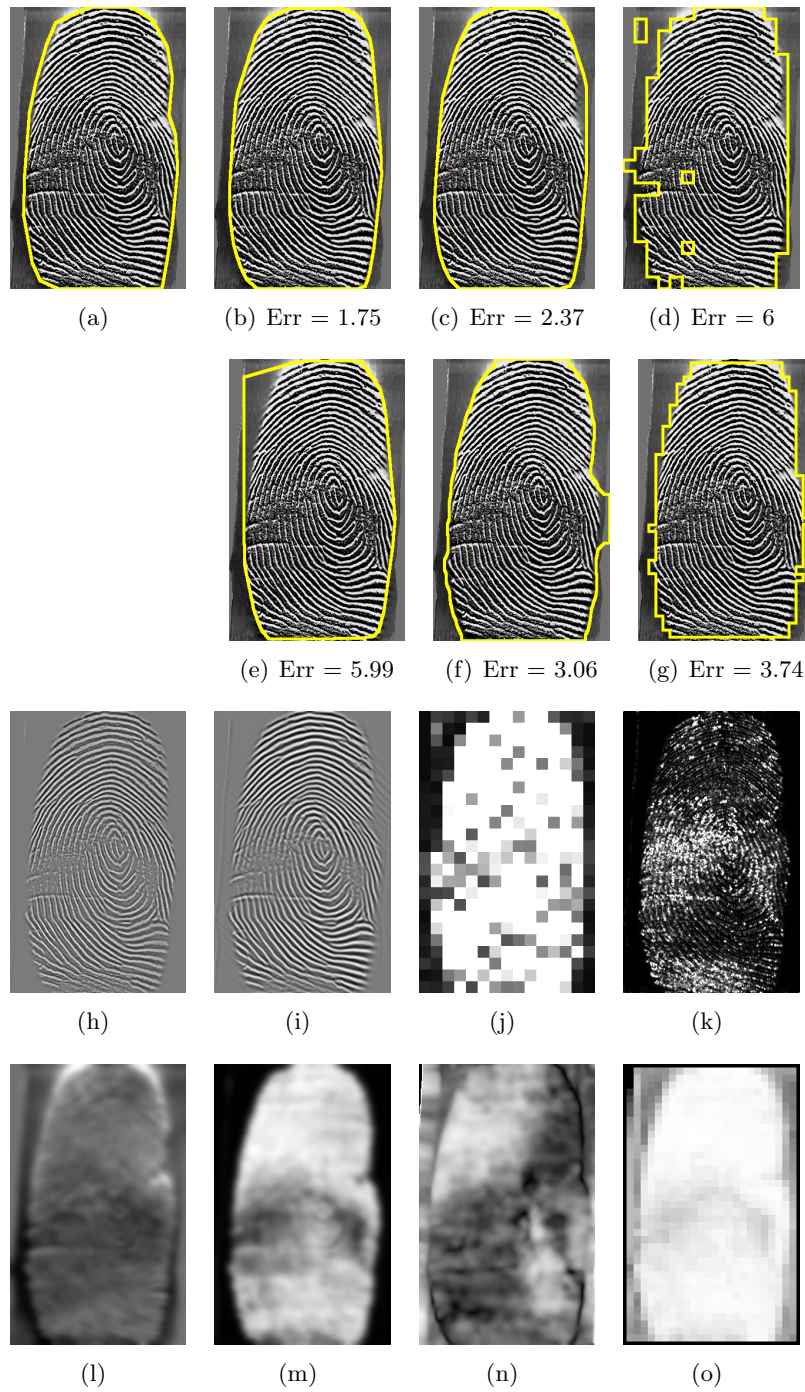 (a) (b) Err = 1.75 (c) Err = 2.37 (d) Err = 6
(e) Err = 5.99 (f) Err = 3.06 (g) Err = 3.74
(h) (i) (j) (k)
(l) (m) (n) (o)